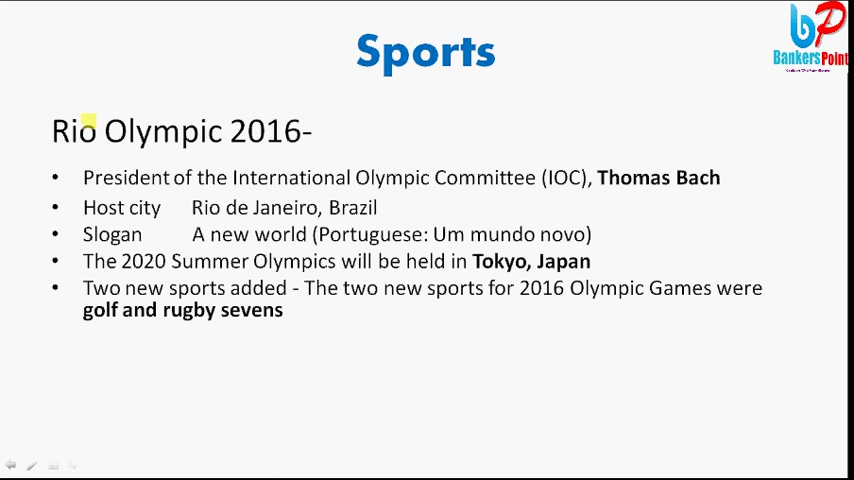 Sports
bP
BankersPoint
Rio Olympic 2016-
• President of the International Olympic Committee (IOC), Thomas Bach
• Host city Rio de Janeiro, Brazil
• Slogan A new world (Portuguese: Um mundo novo)
• The 2020 Summer Olympics will be held in Tokyo, Japan
• Two new sports added - The two new sports for 2016 Olympic Games were
golf and rugby sevens